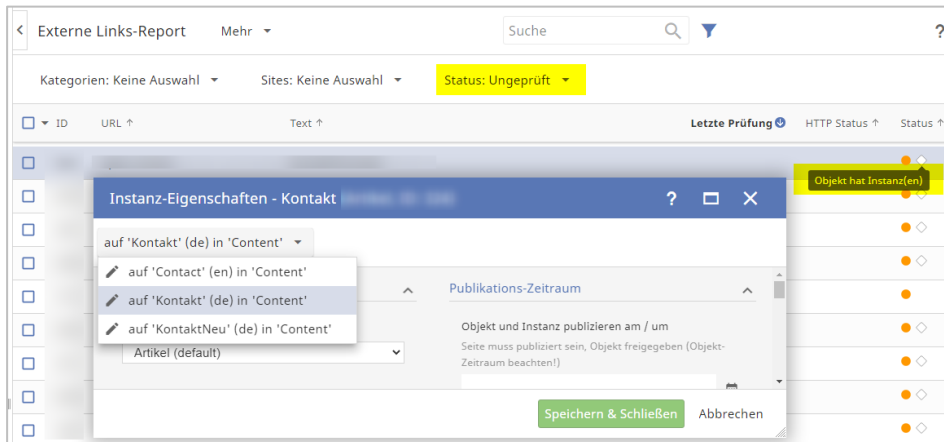 Externe Links-Report Mehr Suche ?
Kategorien: Keine Auswahl Sites: Keine Auswahl Status: Ungeprüft
ID URL ↑ Text ↑ Letzte Prüfung HTTP Status ↑ Status ↑
Objekt hat Instanz(en)
Instanz-Eigenschaften - Kontakt ?
auf 'Kontakt' (de) in 'Content'
auf 'Contact' (en) in 'Content'
auf 'Kontakt' (de) in 'Content'
auf 'KontaktNeu' (de) in 'Content'
Artikel (default)
Publikations-Zeitraum
Objekt und Instanz publizieren am / um
Seite muss publiziert sein, Objekt freigegeben (Objekt-
Zeitraum beachten!)
Speichern & Schließen Abbrechen